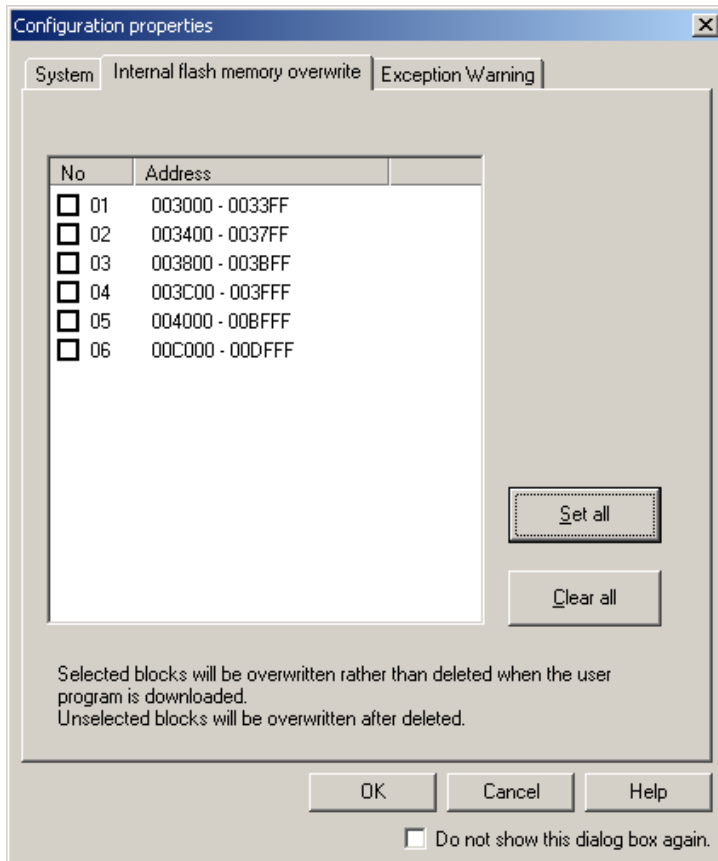 Configuration properties
System Internal flash memory overwrite Exception Warning
No Address
01 003000 - 0033FF
02 003400 - 0037FF
03 003800 - 003BFF
04 003C00 - 003FFF
05 004000 - 00BFFF
06 00C000 - 00DFFF
Set all
Clear all
Selected blocks will be overwritten rather than deleted when the user
program is downloaded.
Unselected blocks will be overwritten after deleted.
OK Cancel Help
Do not show this dialog box again.